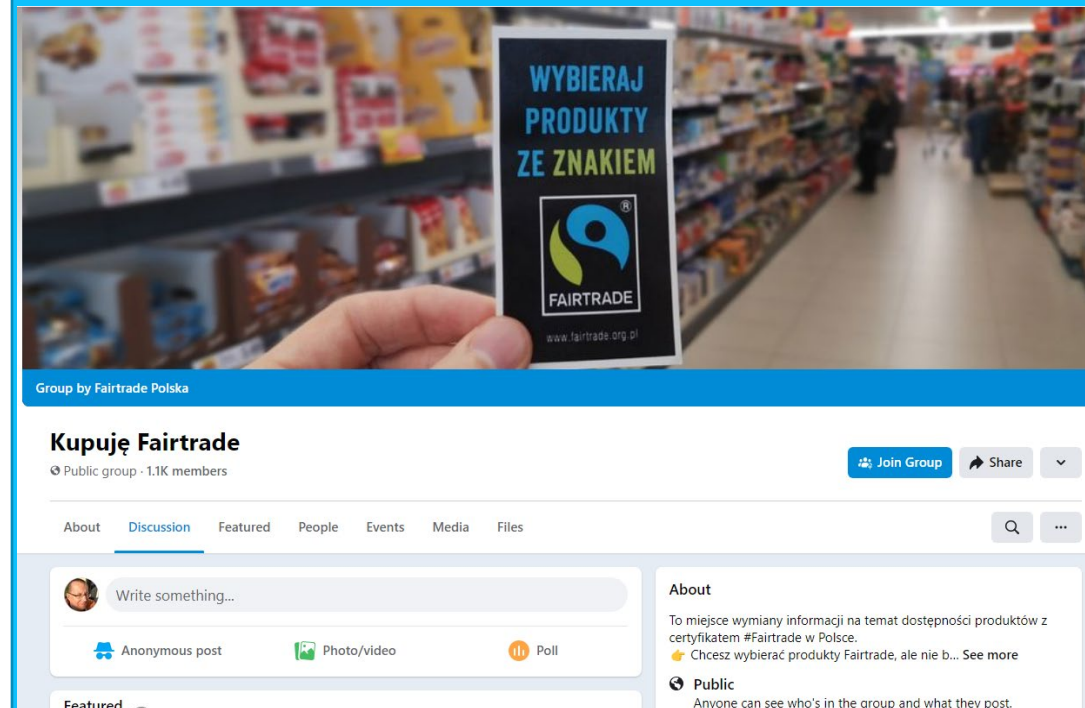 WYBIERAJ
PRODUKTY
ZE ZNAKIEM
®
FAIRTRADE
www.fairtrade.org.pl
Group by Fairtrade Polska
Kupuję Fairtrade
Public group · 1.1K members
Join Group
Share
About Discussion Featured People Events Media Files
Write something...
Anonymous post Photo/video Poll
Featured
About
To miejsce wymiany informacji na temat dostępności produktów z
certyfikatem #Fairtrade w Polsce.
👉 Chcesz wybierać produkty Fairtrade, ale nie b... See more
Public
Anyone can see who's in the group and what they post.